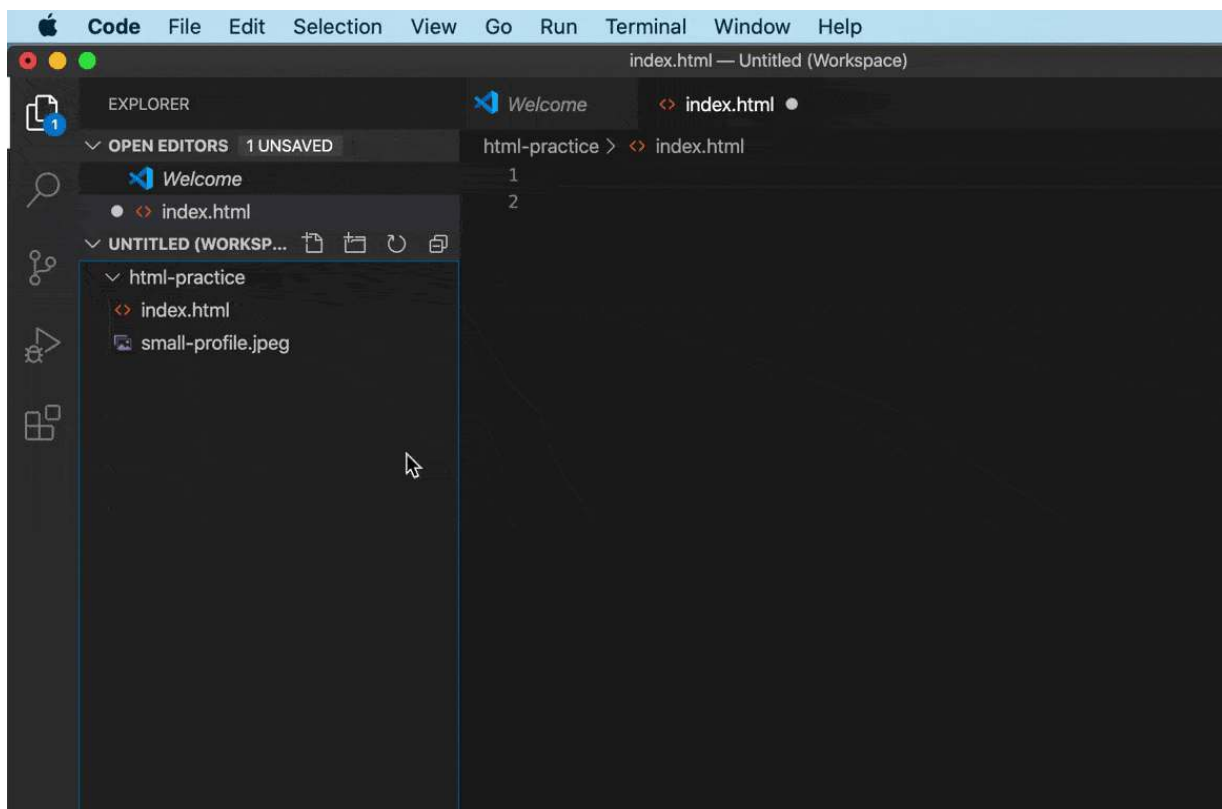 Code File Edit Selection View Go Run Terminal Window Help
index.html — Untitled (Workspace)
EXPLORER
Welcome
index.html
1
OPEN EDITORS 1 UNSAVED
html-practice > index.html
Welcome
1
index.html
2
UNTITLED (WORKSP...
html-practice
index.html
small-profile.jpeg